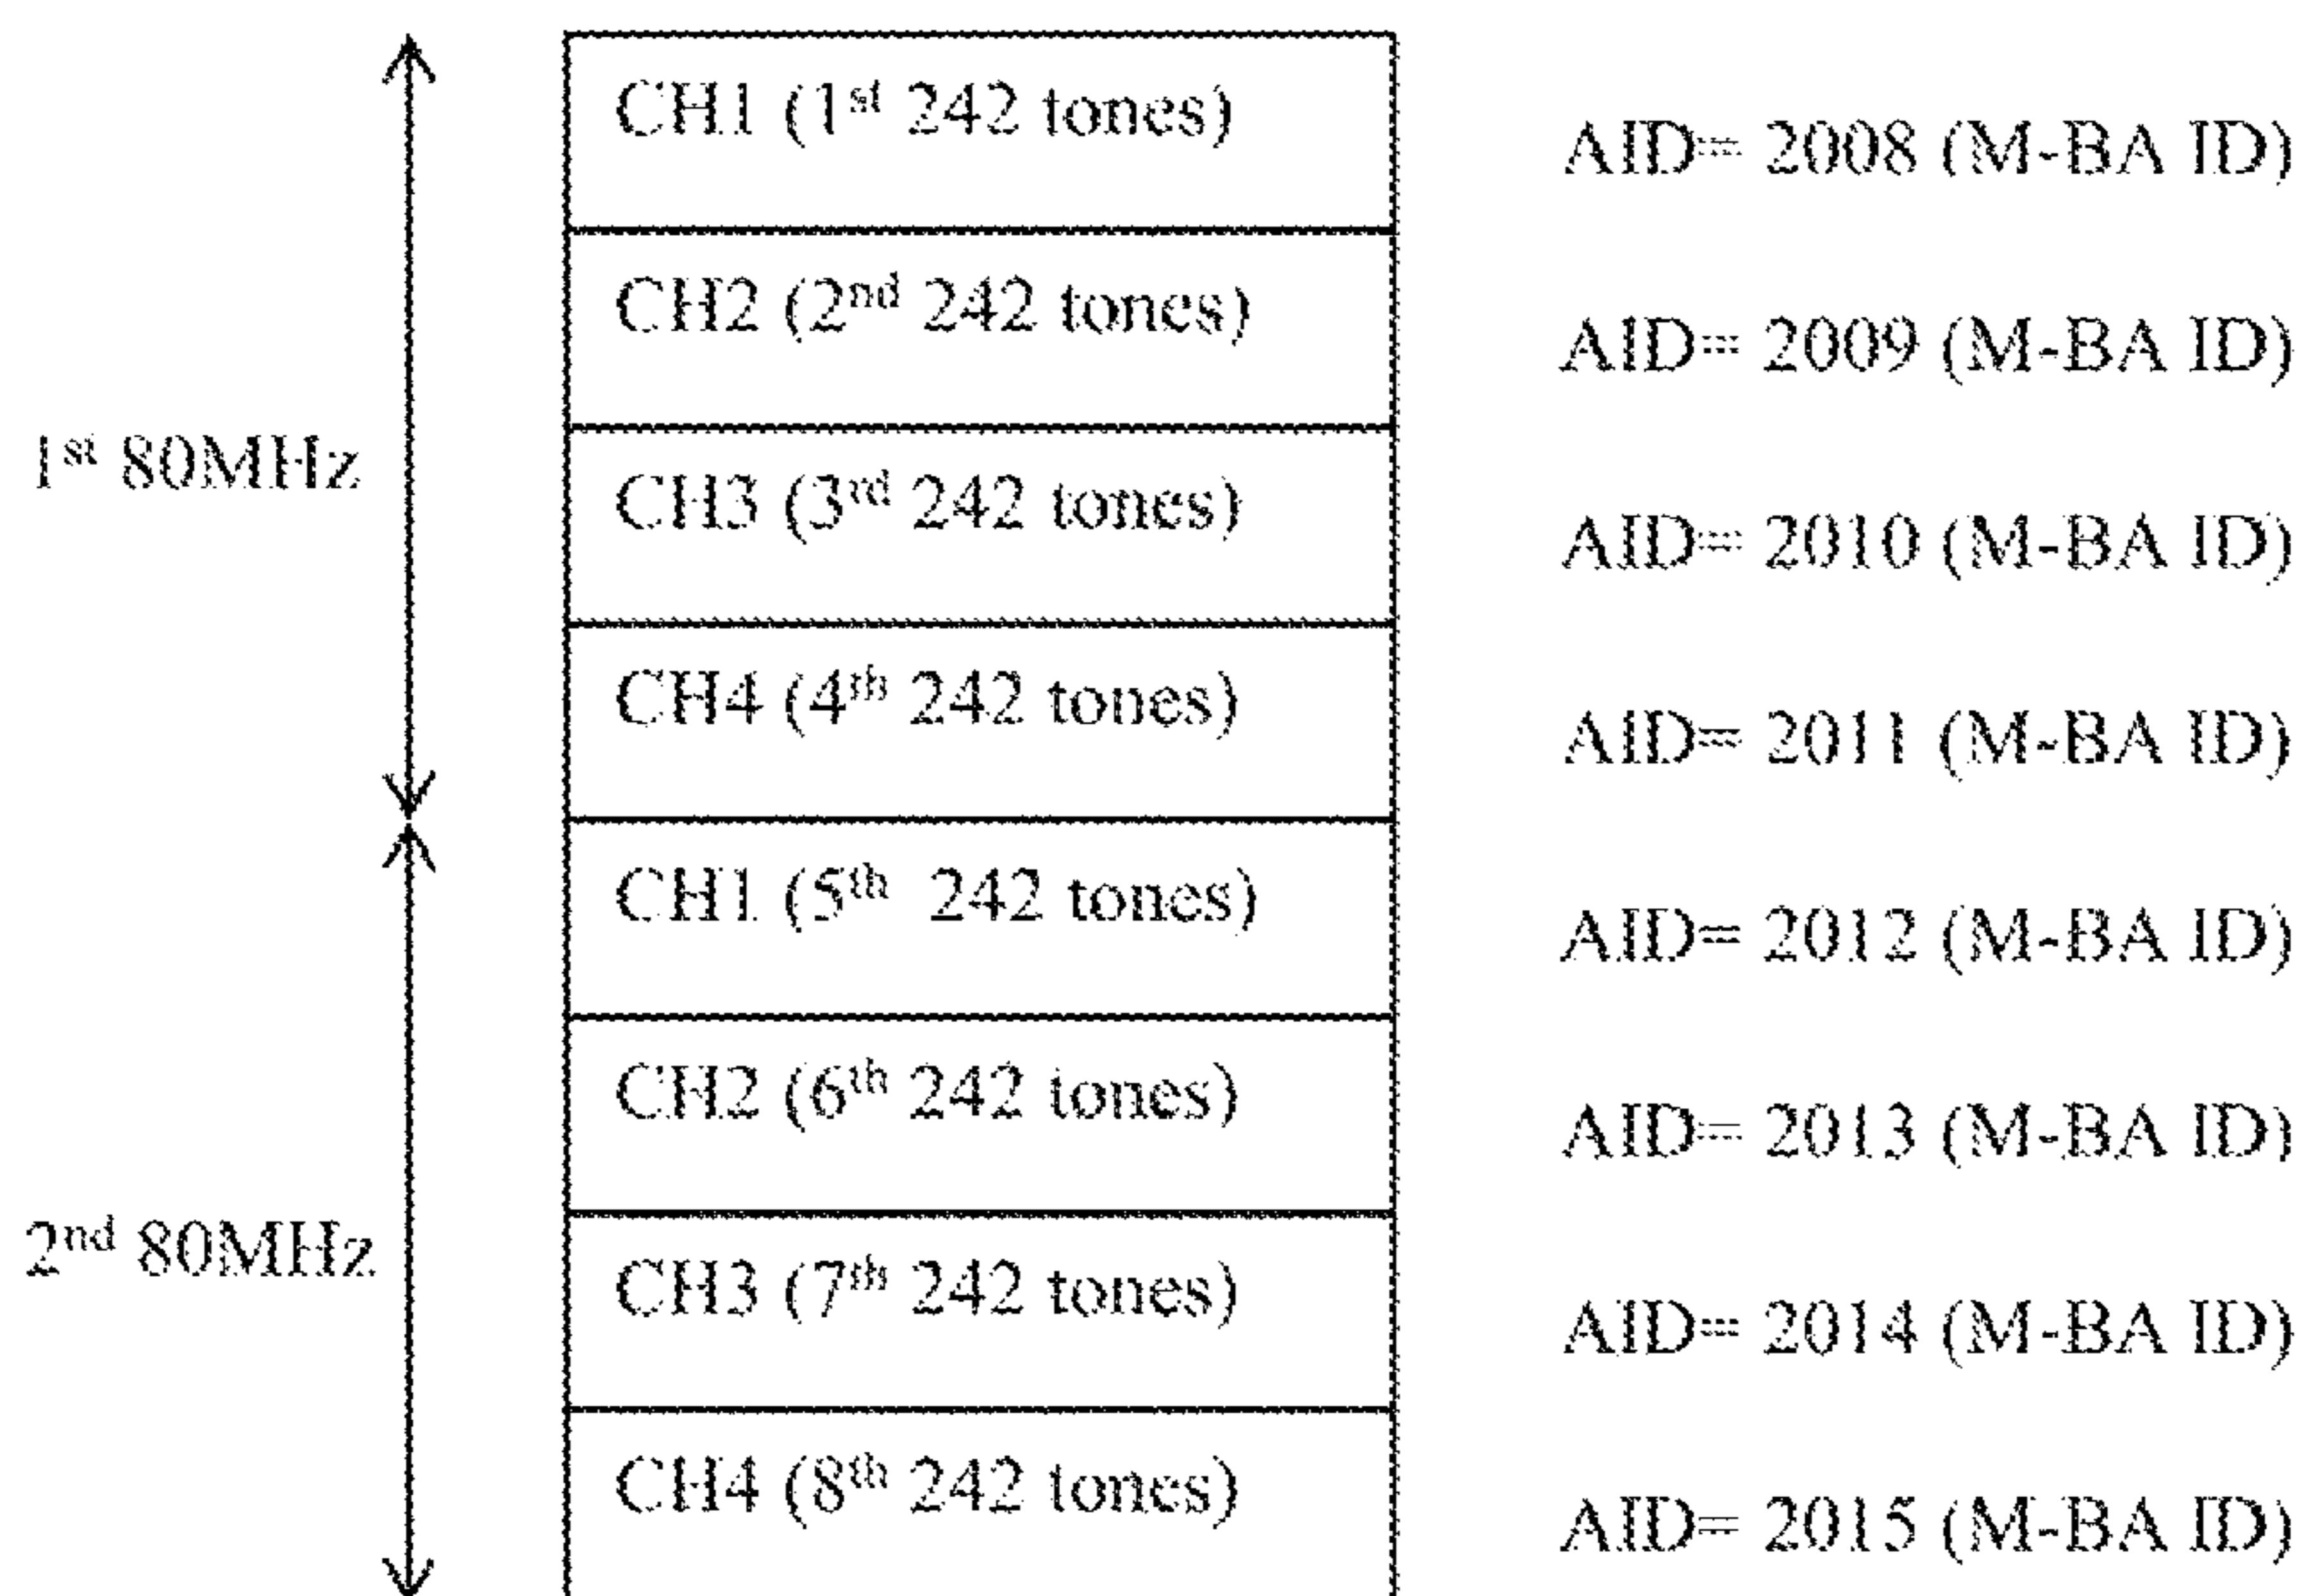 CH1 (1st 242 tones)
AID= 2008 (M-BA ID)
CH2 (2nd 242 tones)
AID= 2009 (M-BA ID)
1st 80MHz
CH3 (3rd 242 tones)
AID= 2010 (M-BA ID)
CH4 (4th 242 tones)
AID= 2011 (M-BA ID)
CH1 (5th 242 tones)
AID= 2012 (M-BA ID)
CH2 (6th 242 tones)
AID= 2013 (M-BA ID)
2nd 80MHz
CH3 (7th 242 tones)
AID= 2014 (M-BA ID)
CH4 (8th 242 tones)
AID= 2015 (M-BA ID)